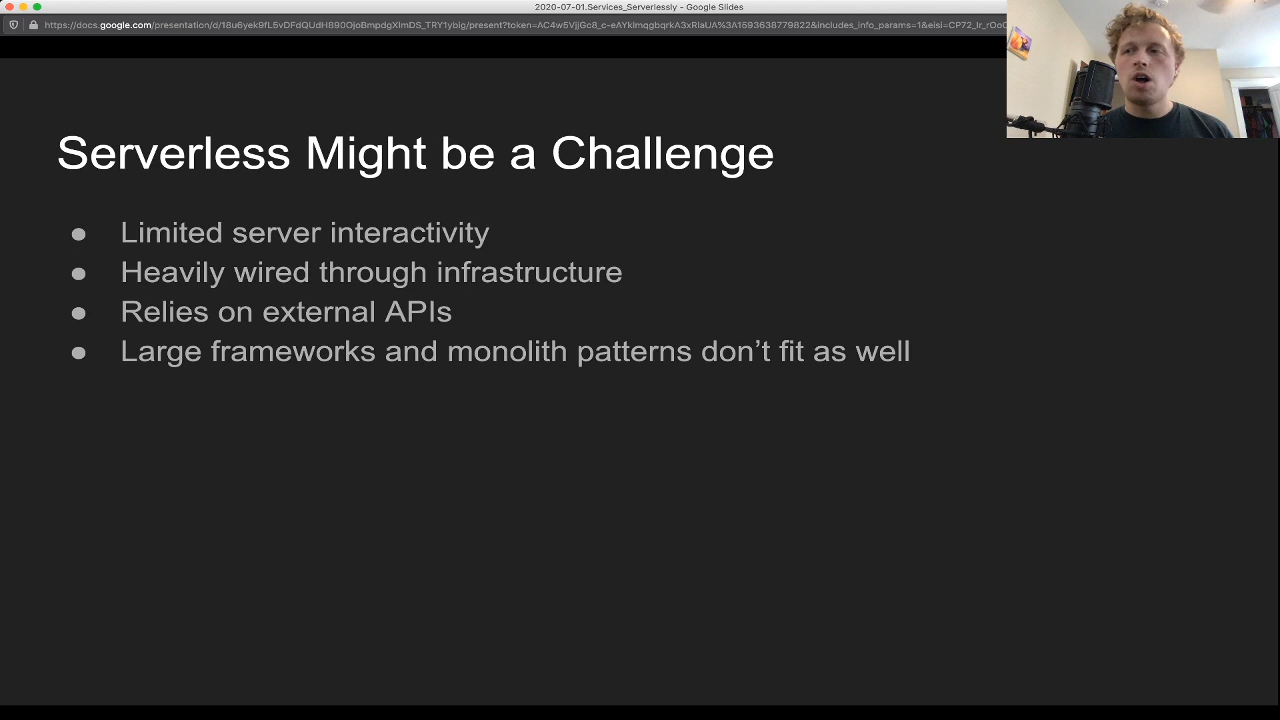 2020-07-01.Services_Serverlessly - Google Slides
Serverless Might be a Challenge
● Limited server interactivity
● Heavily wired through infrastructure
● Relies on external APIs
● Large frameworks and monolith patterns don’t fit as well